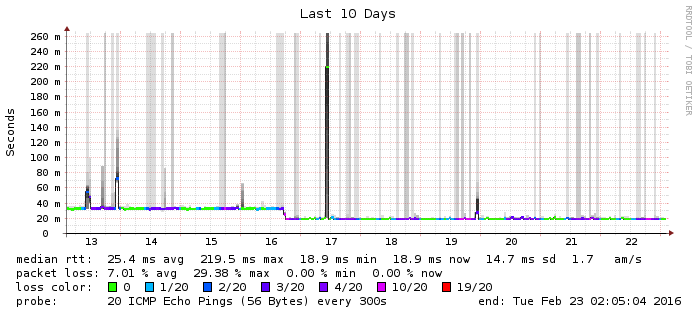 Last 10 Days
RRDTOOL / TOBI OETIKER
Seconds
260 m
240 m
220 m
200 m
180 m
160 m
140 m
120 m
100 m
80 m
60 m
40 m
20 m
0
13 14 15 16 17 18 19 20 21 22
median rtt: 25.4 ms avg 219.5 ms max 18.9 ms min 18.9 ms now 14.7 ms sd 1.7 am/s
packet loss: 7.01 % avg 29.38 % max 0.00 % min 0.00 % now
loss color: 0 1/20 2/20 3/20 4/20 10/20 19/20
probe: 20 ICMP Echo Pings (56 Bytes) every 300s end: Tue Feb 23 02:05:04 2016